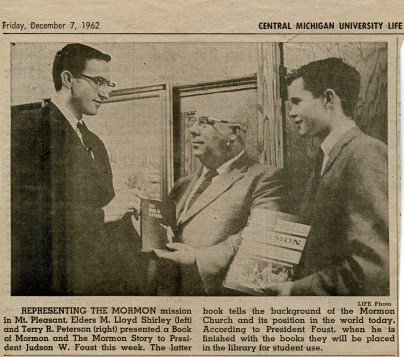 Friday, December 7, 1962
CENTRAL MICHIGAN UNIVERSITY LIFE
MORMON
LIFE Photo
REPRESENTING THE MORMON mission
in Mt. Pleasant, Elders M. Lloyd Shirley (left)
and Terry R. Peterson (right) presented a Book
of Mormon and The Mormon Story to Presi-
dent Judson W. Foust this week. The latter
book tells the background of the Mormon
Church and its position in the world today.
According to President Foust, when he is
finished with the books they will be placed
in the library for student use.